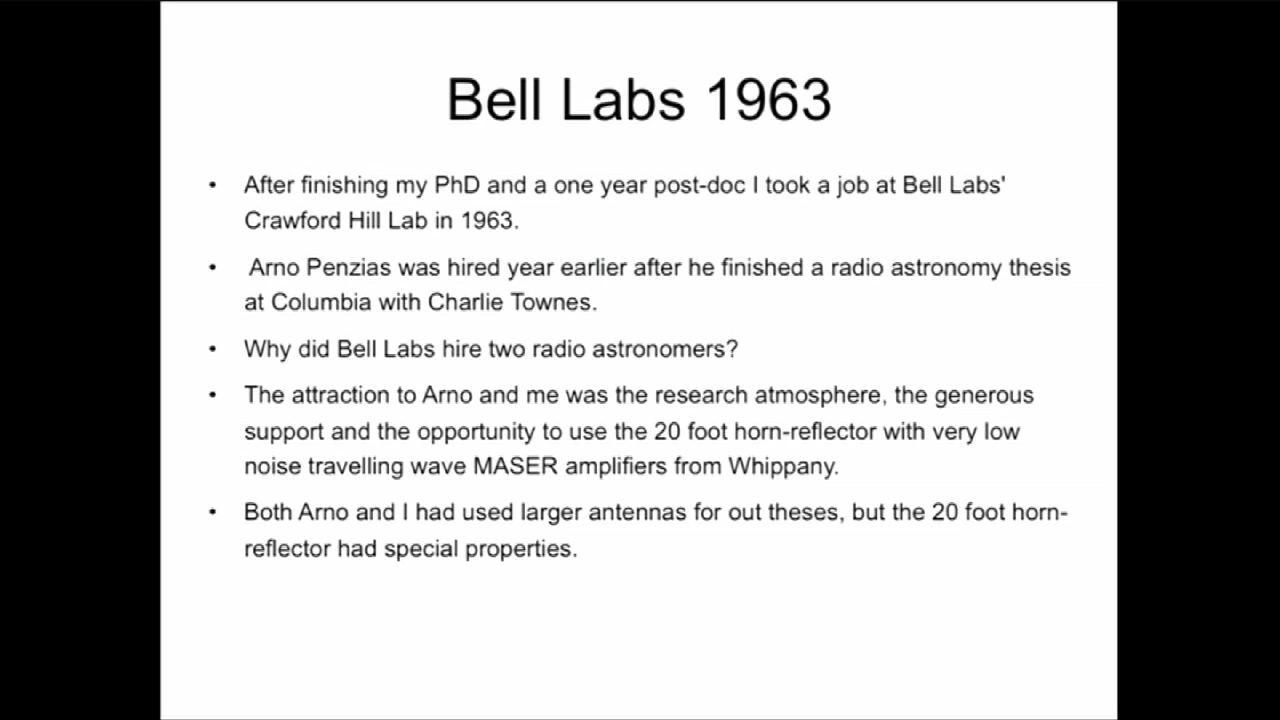 Bell Labs 1963
• After finishing my PhD and a one year post-doc I took a job at Bell Labs'
Crawford Hill Lab in 1963.
• Arno Penzias was hired year earlier after he finished a radio astronomy thesis
at Columbia with Charlie Townes.
• Why did Bell Labs hire two radio astronomers?
• The attraction to Arno and me was the research atmosphere, the generous
support and the opportunity to use the 20 foot horn-reflector with very low
noise travelling wave MASER amplifiers from Whippany.
• Both Arno and I had used larger antennas for out theses, but the 20 foot horn-
reflector had special properties.